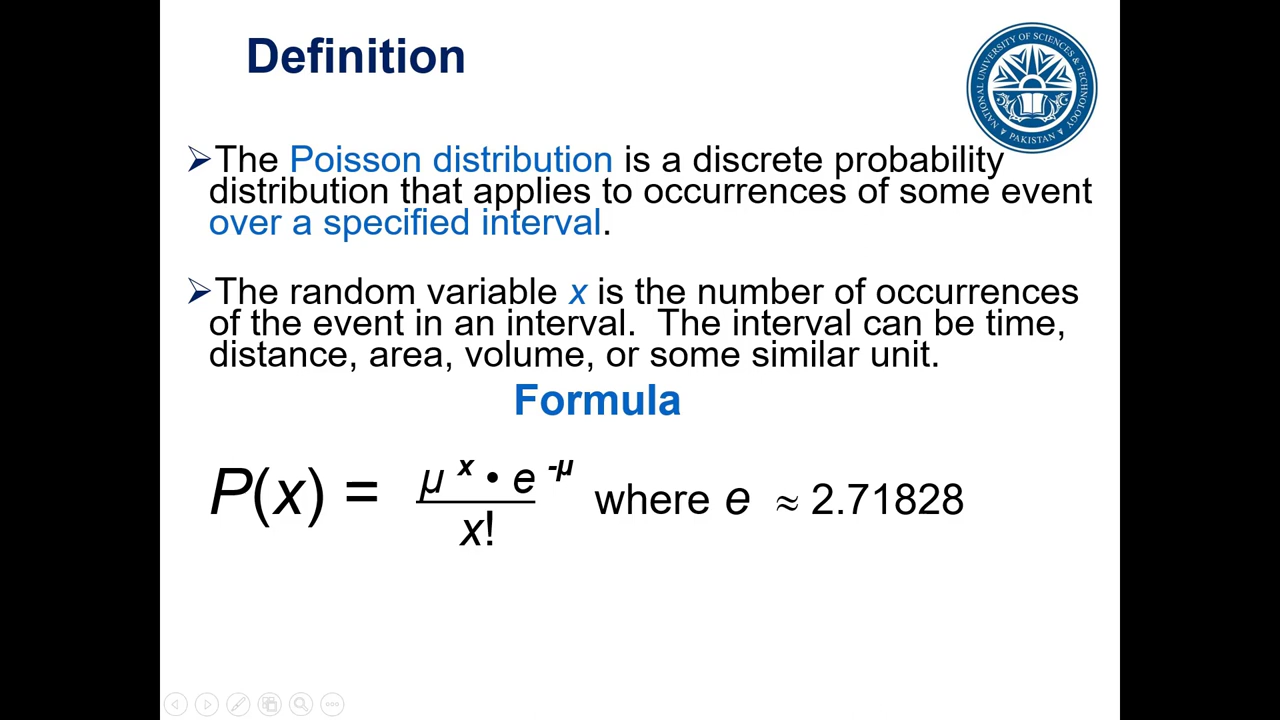 Definition
NATIONAL UNIVERSITY OF SCIENCES & TECHNOLOGY
PAKISTAN
➢The Poisson distribution is a discrete probability
distribution that applies to occurrences of some event
over a specified interval.
➢The random variable x is the number of occurrences
of the event in an interval.  The interval can be time,
distance, area, volume, or some similar unit.
Formula
P(x) = µ^x • e^-µ / x! where e ≈ 2.71828